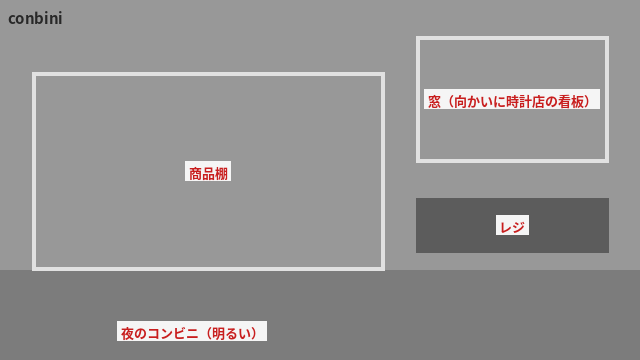 conbini
窓（向かいに時計店の看板）
商品棚
レジ
夜のコンビニ（明るい）